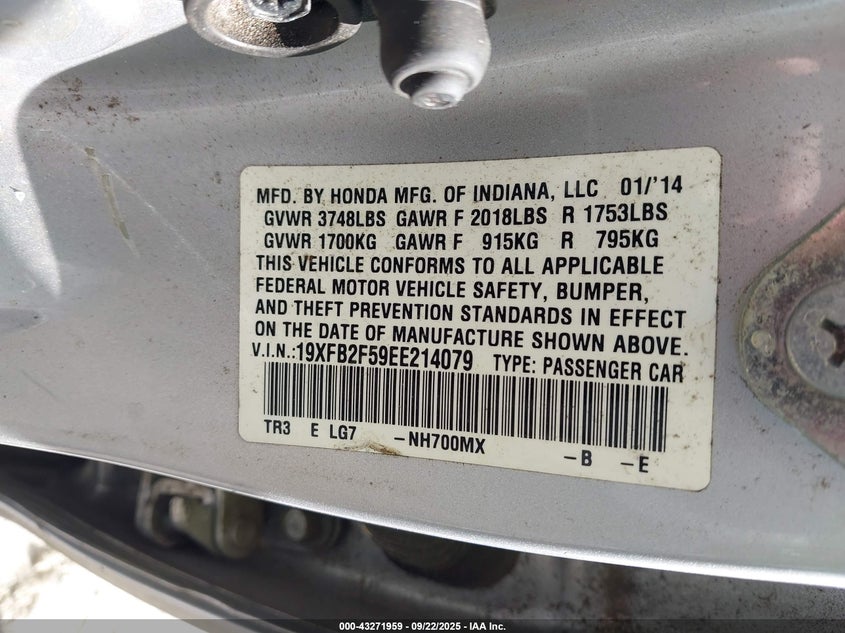 MFD. BY HONDA MFG. OF INDIANA, LLC 01/'14
GVWR 3748LBS GAWR F 2018LBS R 1753LBS
GVWR 1700KG GAWR F 915KG R 795KG
THIS VEHICLE CONFORMS TO ALL APPLICABLE
FEDERAL MOTOR VEHICLE SAFETY, BUMPER,
AND THEFT PREVENTION STANDARDS IN EFFECT
ON THE DATE OF MANUFACTURE SHOWN ABOVE.
V.I.N.:19XFB2F59EE214079 TYPE: PASSENGER CAR
TR3 E LG7 -NH700MX -B -E
000-43271959 - 09/22/2025 - IAA Inc.